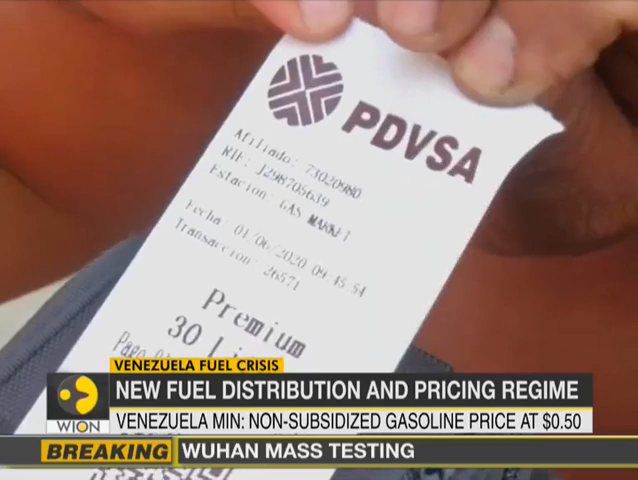 PDVSA
Afiliado: 73020980
RIF: J298705639
Estacion: GAS MARKET
Fecha: 01/06/2020 09 45:54
Transaccion: 26571
Premium
30
VENEZUELA FUEL CRISIS
NEW FUEL DISTRIBUTION AND PRICING REGIME
VENEZUELA MIN: NON-SUBSIDIZED GASOLINE PRICE AT $0.50
WION
BREAKING WUHAN MASS TESTING